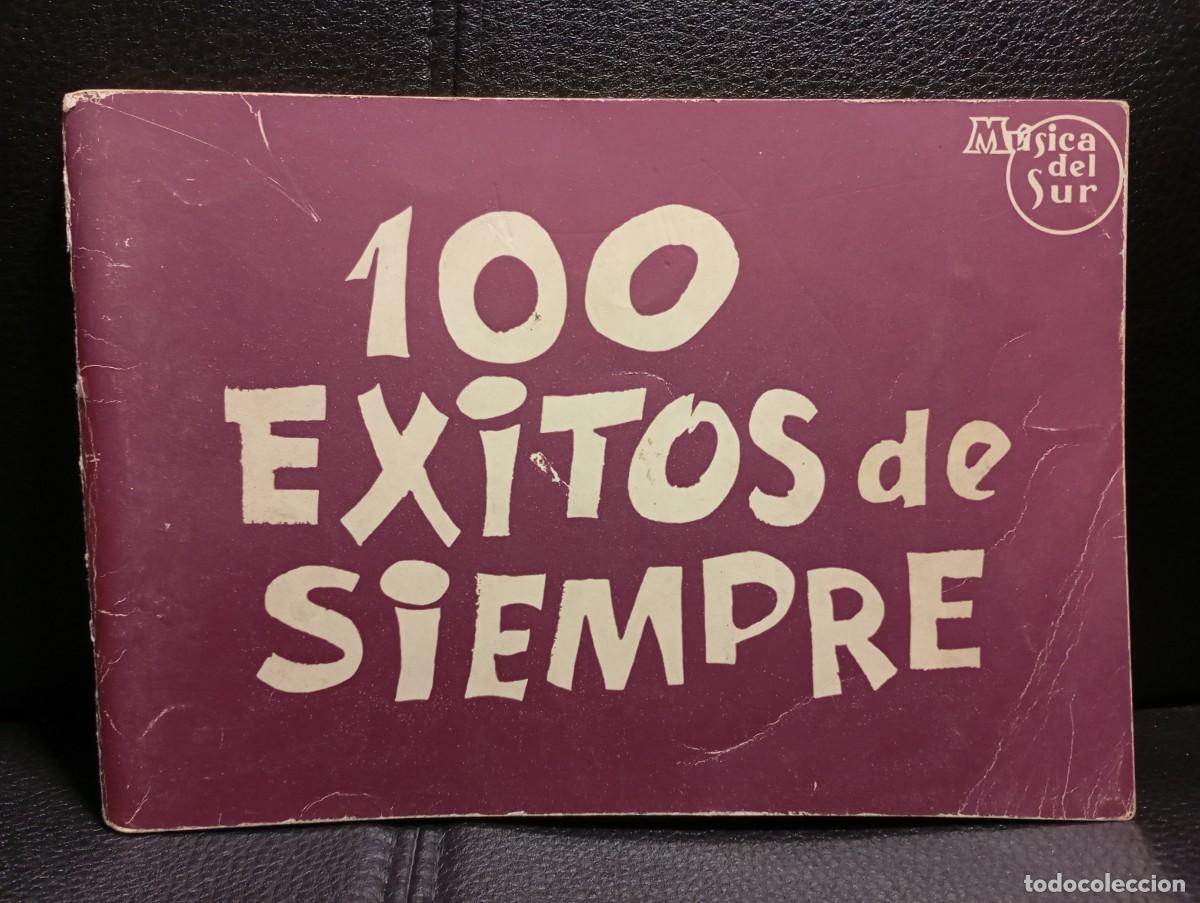 Música
del
Sur
100
EXiTOS de
SiEMPRE
todocoleccion